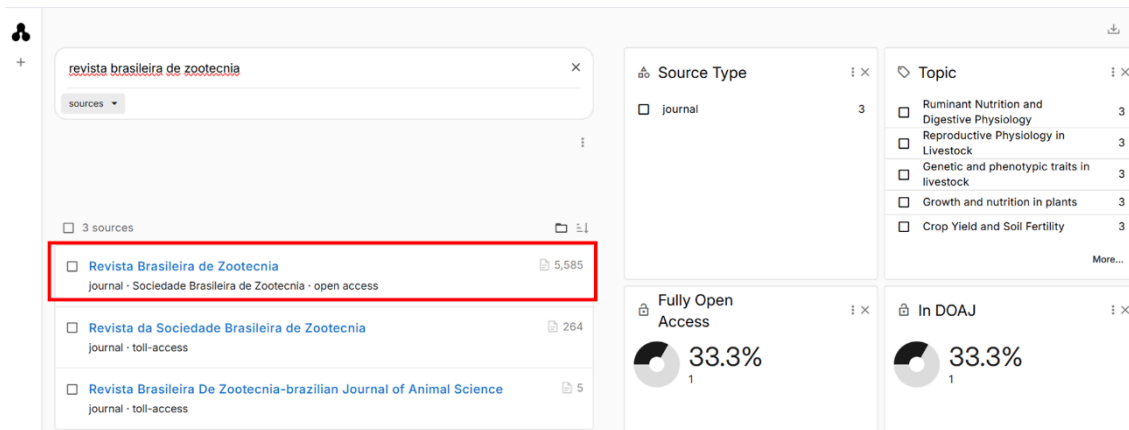 revista brasileira de zootecnia
sources
3 sources
Revista Brasileira de Zootecnia
5,585
journal · Sociedade Brasileira de Zootecnia · open access
Revista da Sociedade Brasileira de Zootecnia
264
journal · toll-access
Revista Brasileira De Zootecnia-brazilian Journal of Animal Science
5
journal · toll-access
Source Type
journal 3
Topic
Ruminant Nutrition and
Digestive Physiology 3
Reproductive Physiology in
Livestock 3
Genetic and phenotypic traits in
livestock 3
Growth and nutrition in plants 3
Crop Yield and Soil Fertility 3
More...
Fully Open
Access
33.3%
1
In DOAJ
33.3%
1